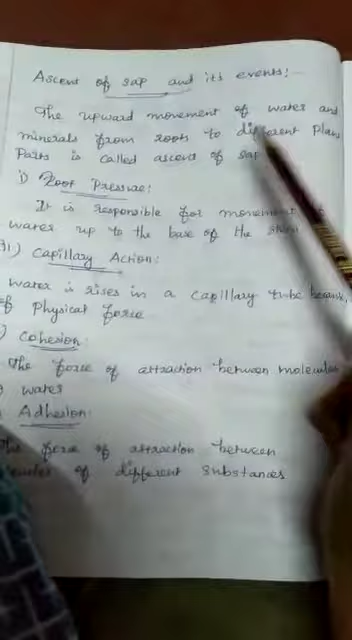 Ascent of sap and it's events:-
The upward movement of water and
minerals from roots to different Plant
Parts is called ascent of sap
i) Root Pressure:
It is responsible for movement
water up to the base of the
ii.) Capillary Action:
Water is rises in a capillary tube because
of Physical force
) Cohesion:
The force of attraction between molecules
water
Adhesion:
The force of attraction between
molecules of different substances